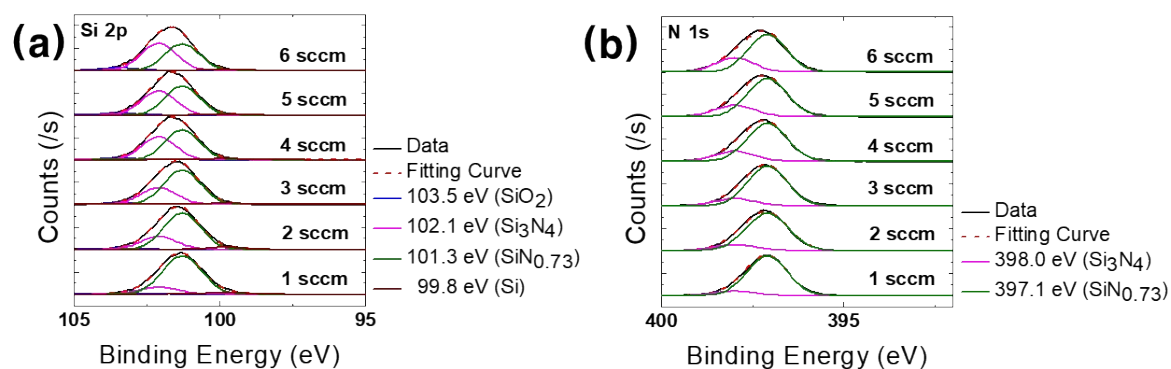 (a)
Si 2p
6 sccm
5 sccm
4 sccm
3 sccm
2 sccm
1 sccm
Counts (/s)
105 100 95
Binding Energy (eV)
Data
Fitting Curve
103.5 eV (SiO₂)
102.1 eV (Si₃N₄)
101.3 eV (SiN₀.₇₃)
99.8 eV (Si)
(b)
N 1s
6 sccm
5 sccm
4 sccm
3 sccm
2 sccm
1 sccm
Counts (/s)
400 395
Binding Energy (eV)
Data
Fitting Curve
398.0 eV (Si₃N₄)
397.1 eV (SiN₀.₇₃)